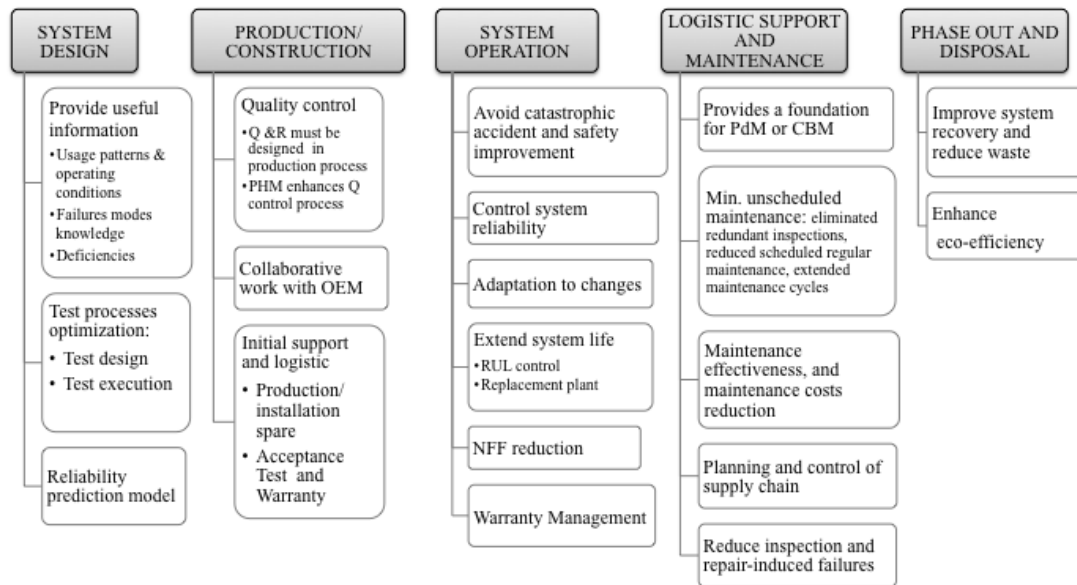 SYSTEM
DESIGN
Provide useful
information
•Usage patterns &
operating
conditions
•Failures modes
knowledge
•Deficiencies
Test processes
optimization:
• Test design
• Test execution
Reliability
prediction model
PRODUCTION/
CONSTRUCTION
Quality control
•Q &R must be
designed in
production process
•PHM enhances Q
control process
Collaborative
work with OEM
Initial support
and logistic
• Production/
installation
spare
• Acceptance
Test and
Warranty
SYSTEM
OPERATION
Avoid catastrophic
accident and safety
improvement
Control system
reliability
Adaptation to changes
Extend system life
•RUL control
•Replacement plant
NFF reduction
Warranty Management
LOGISTIC SUPPORT
AND
MAINTENANCE
Provides a foundation
for PdM or CBM
Min. unscheduled
maintenance: eliminated
redundant inspections,
reduced scheduled regular
maintenance, extended
maintenance cycles
Maintenance
effectiveness, and
maintenance costs
reduction
Planning and control of
supply chain
Reduce inspection and
repair-induced failures
PHASE OUT AND
DISPOSAL
Improve system
recovery and
reduce waste
Enhance
eco-efficiency